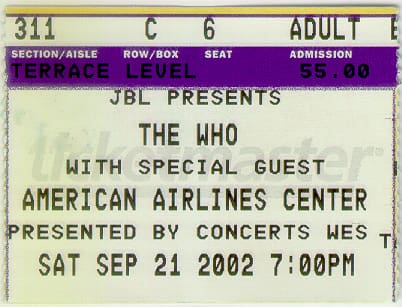 311 C 6 ADULT
SECTION/AISLE ROW/BOX SEAT ADMISSION
TERRACE LEVEL 55.00
JBL PRESENTS
THE WHO
ticketmaster
WITH SPECIAL GUEST
AMERICAN AIRLINES CENTER
PRESENTED BY CONCERTS WES
SAT SEP 21 2002 7:00PM